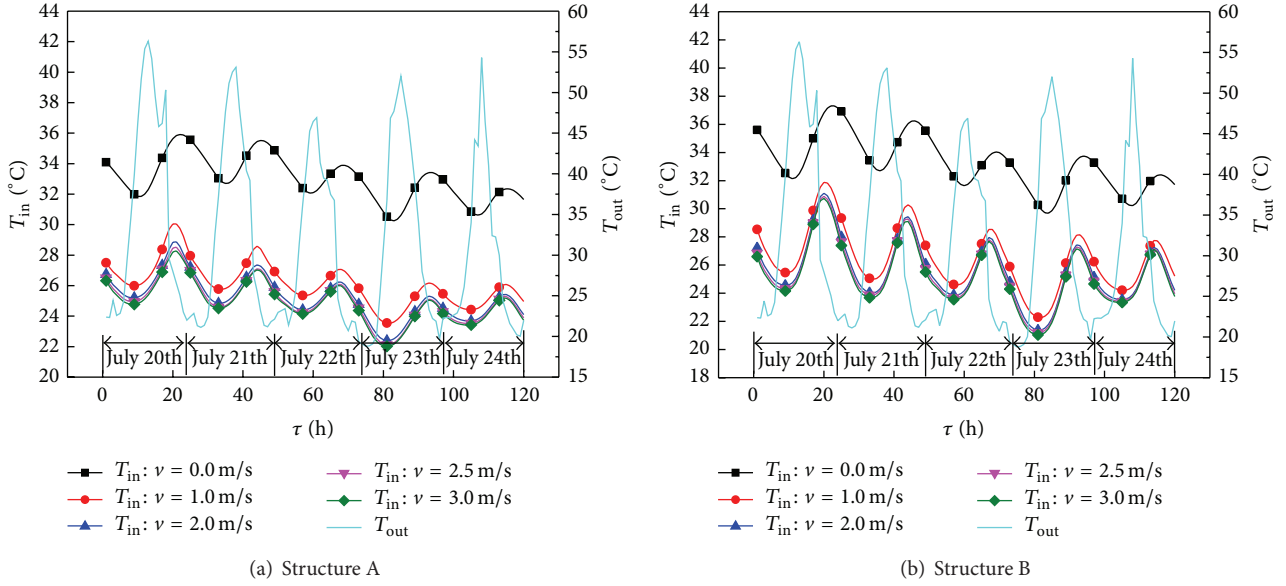 44
42
40
38
36
34
32
30
28
26
24
22
20
T_in (°C)
60
55
50
45
40
35
30
25
20
15
T_out (°C)
July 20th July 21th July 22th July 23th July 24th
0 20 40 60 80 100 120
τ (h)
T_in: ν = 0.0 m/s
T_in: ν = 1.0 m/s
T_in: ν = 2.0 m/s
T_in: ν = 2.5 m/s
T_in: ν = 3.0 m/s
T_out
(a) Structure A
44
42
40
38
36
34
32
30
28
26
24
22
20
18
T_in (°C)
60
55
50
45
40
35
30
25
20
15
T_out (°C)
July 20th July 21th July 22th July 23th July 24th
0 20 40 60 80 100 120
τ (h)
T_in: ν = 0.0 m/s
T_in: ν = 1.0 m/s
T_in: ν = 2.0 m/s
T_in: ν = 2.5 m/s
T_in: ν = 3.0 m/s
T_out
(b) Structure B